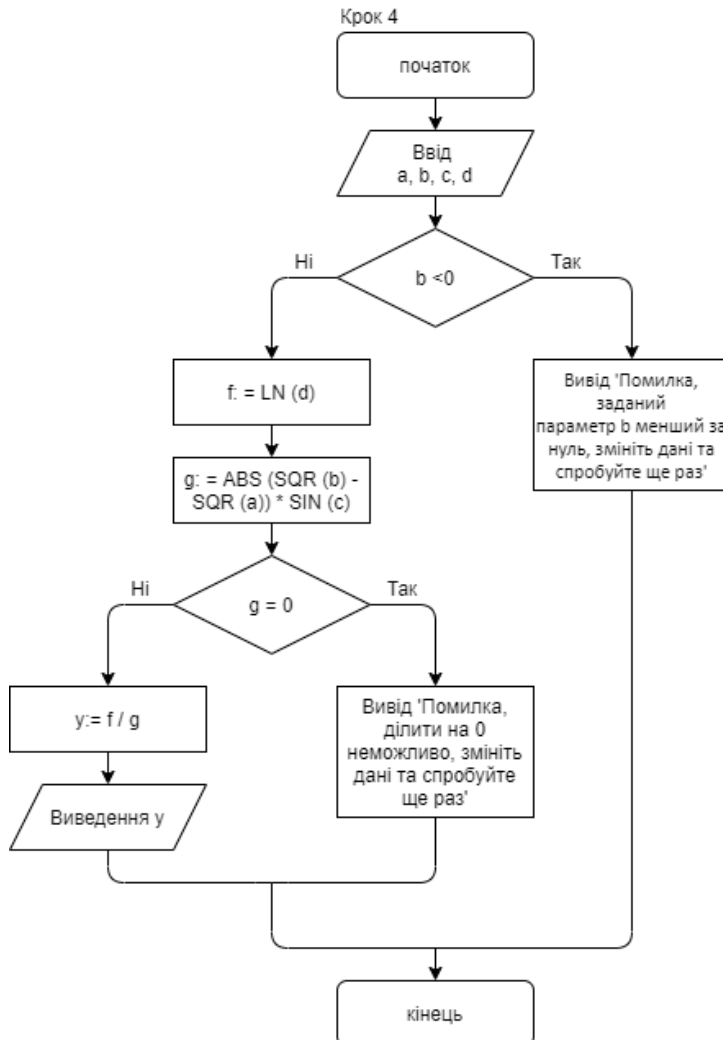 Крок 4
початок
Ввід
a, b, c, d
Ні
Так
b <0
f: = LN (d)
Вивід 'Помилка,
заданий
параметр b менший за
нуль, змініть дані та
спробуйте ще раз'
g: = ABS (SQR (b) -
SQR (a)) * SIN (c)
Ні
Так
g = 0
y:= f / g
Вивід 'Помилка,
ділити на 0
неможливо, змініть
дані та спробуйте
ще раз'
Виведення y
кінець